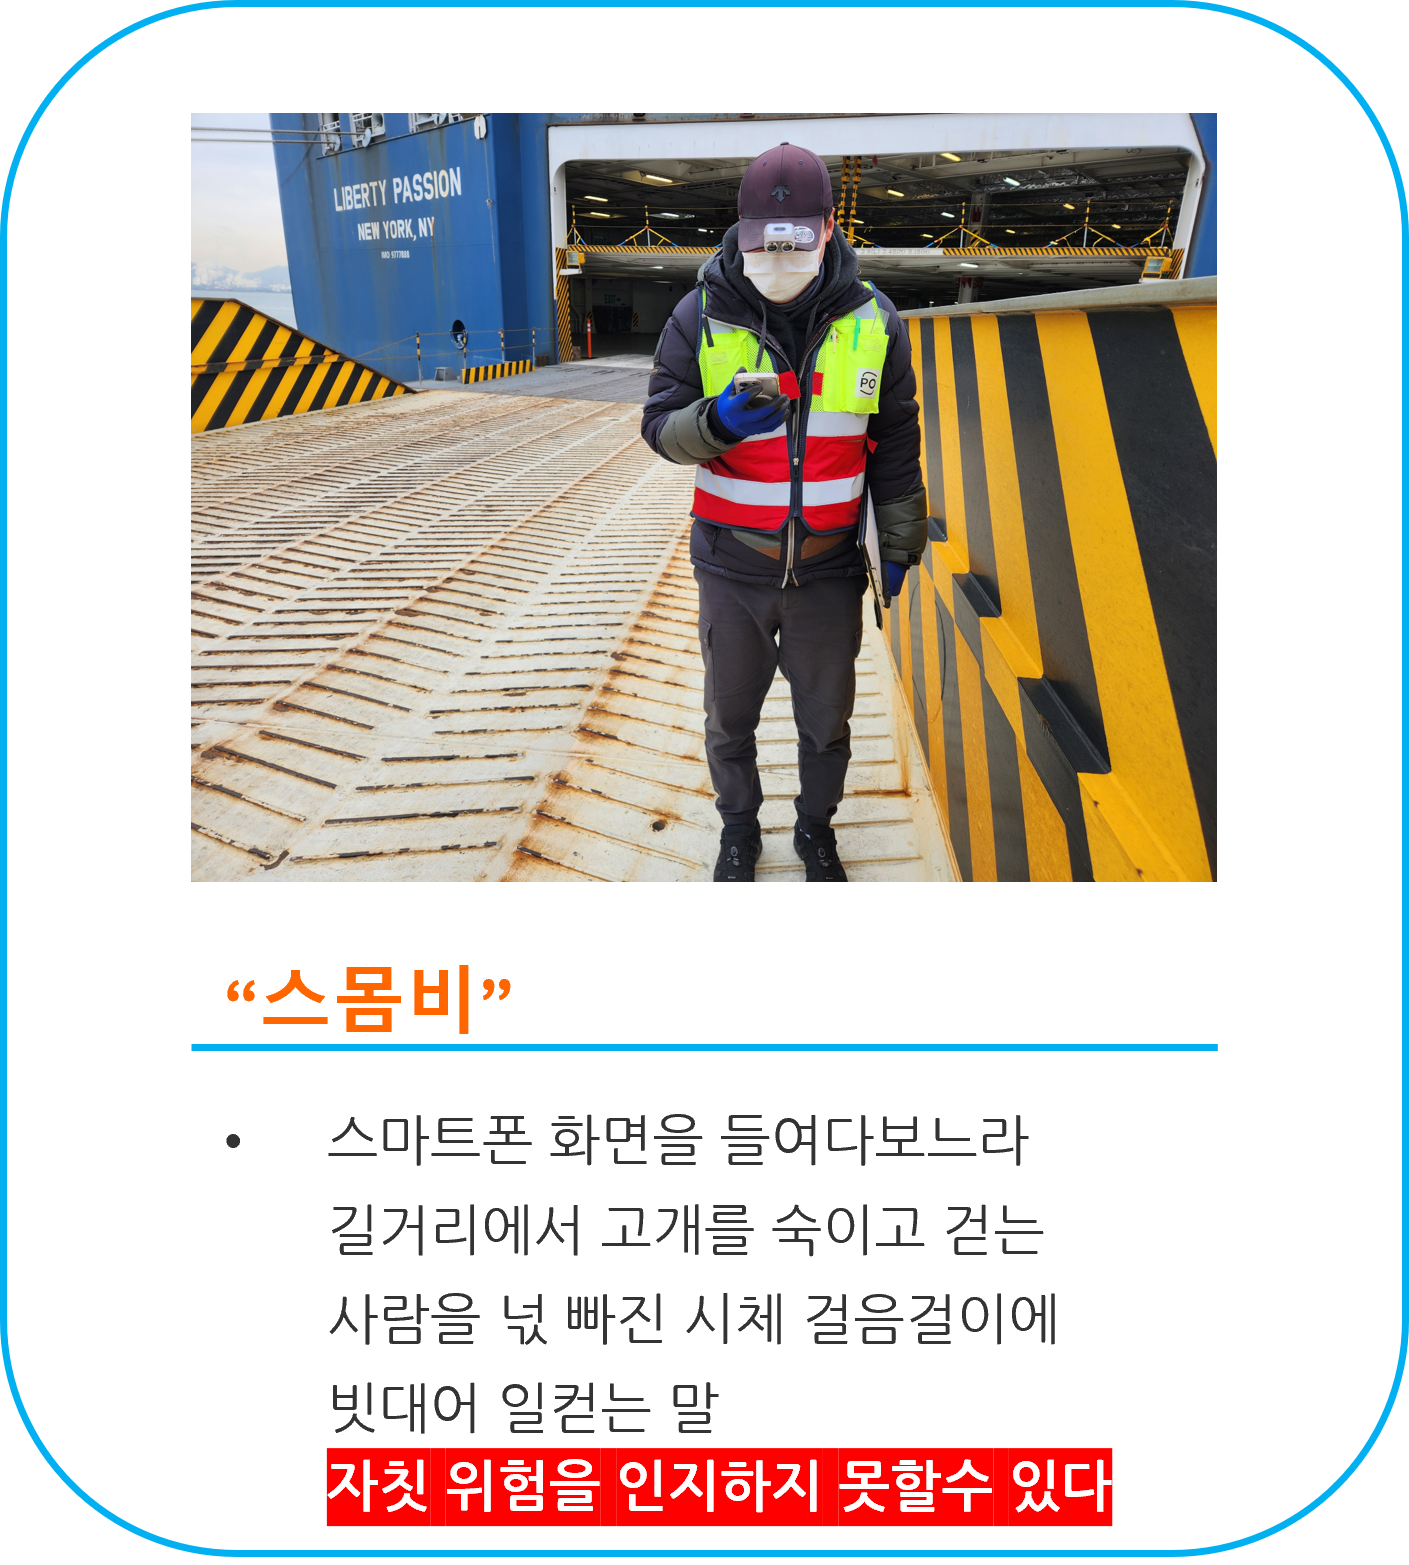 LIBERTY PASSION
NEW YORK, NY
IMO 9777888
PO
“스몸비”
• 스마트폰 화면을 들여다보느라
길거리에서 고개를 숙이고 걷는
사람을 넋 빠진 시체 걸음걸이에
빗대어 일컫는 말
자칫 위험을 인지하지 못할수 있다